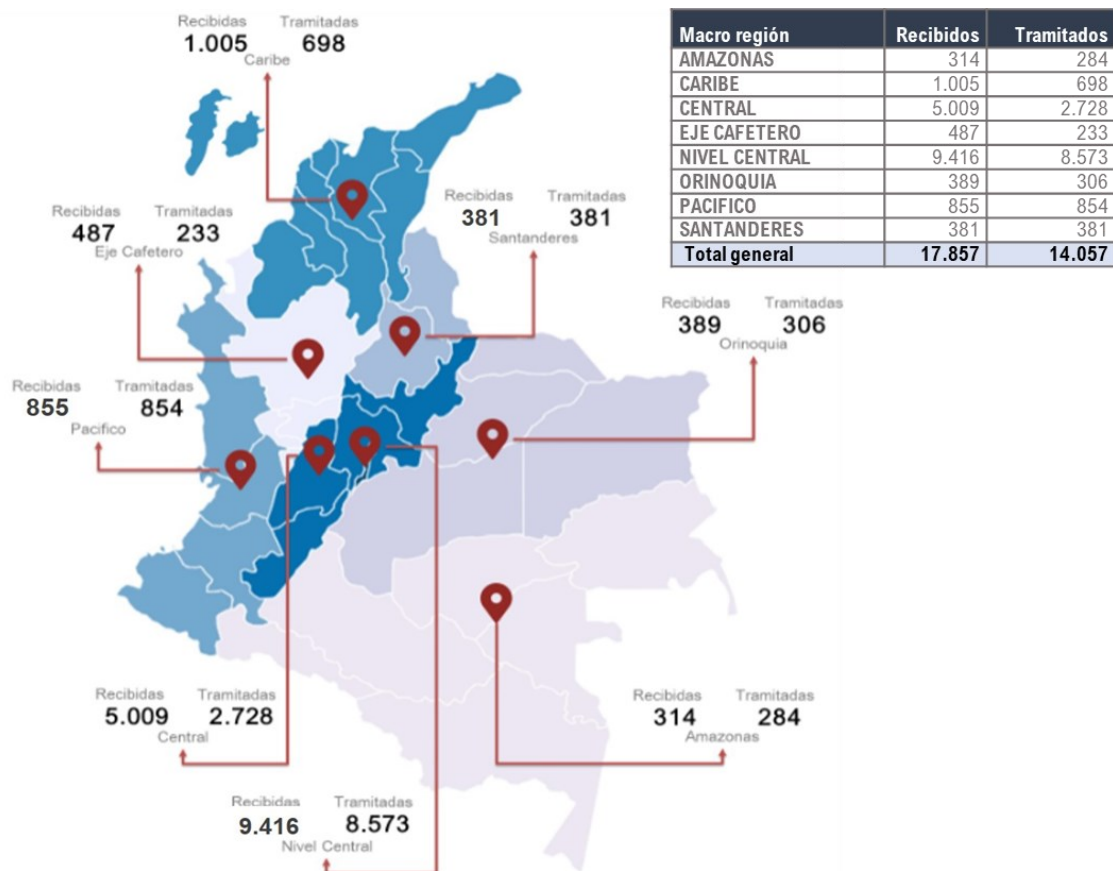 Recibidas Tramitadas
1.005 698
Caribe
Macro región Recibidos Tramitados
AMAZONAS 314 284
CARIBE 1.005 698
CENTRAL 5.009 2.728
EJE CAFETERO 487 233
NIVEL CENTRAL 9.416 8.573
ORINOQUIA 389 306
PACIFICO 855 854
SANTANDERES 381 381
Total general 17.857 14.057
Recibidas Tramitadas
381 381
Santanderes
Recibidas Tramitadas
487 233
Eje Cafetero
Recibidas Tramitadas
389 306
Orinoquia
Recibidas Tramitadas
855 854
Pacifico
Recibidas Tramitadas
5.009 2.728
Central
Recibidas Tramitadas
314 284
Amazonas
Recibidas Tramitadas
9.416 8.573
Nivel Central